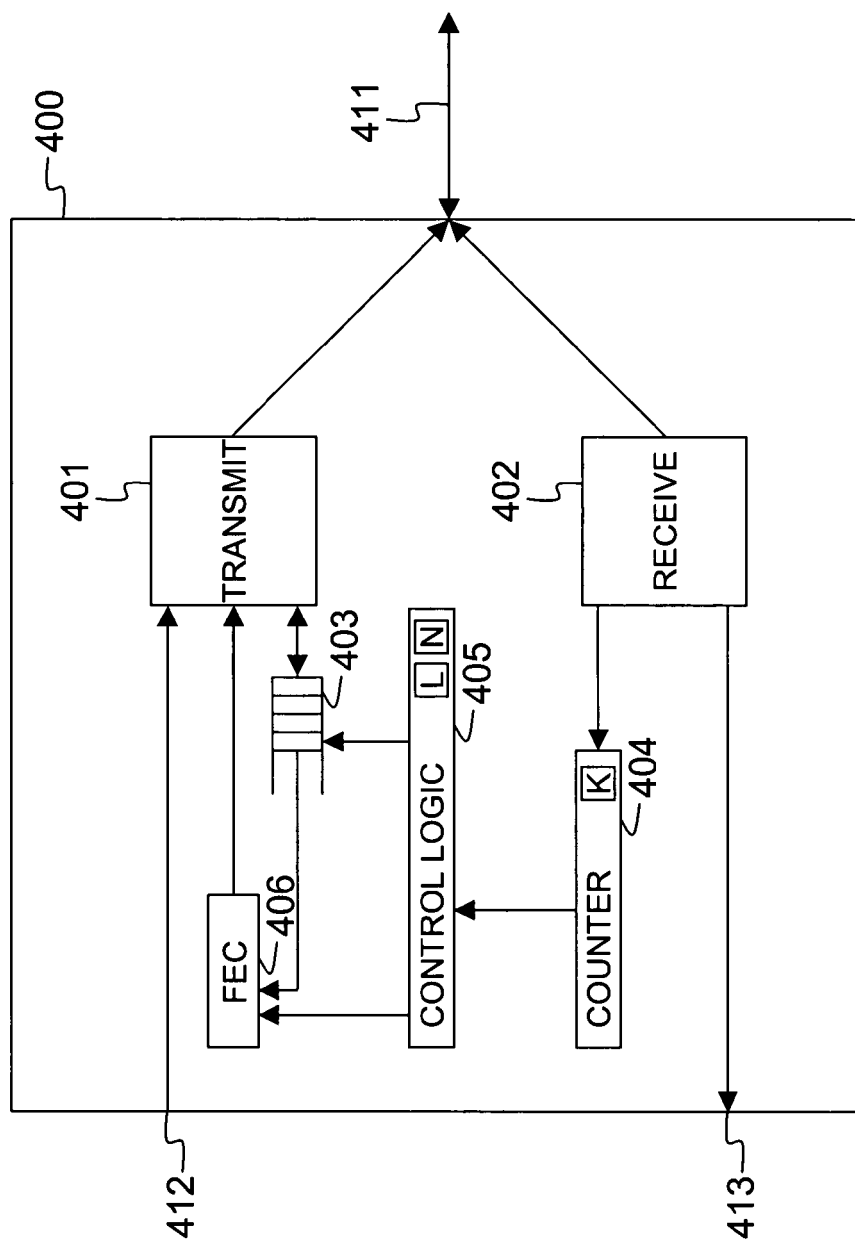 400
411
401
TRANSMIT
412
403
FEC
406
CONTROL LOGIC
L N
405
402
RECEIVE
COUNTER
K
404
413